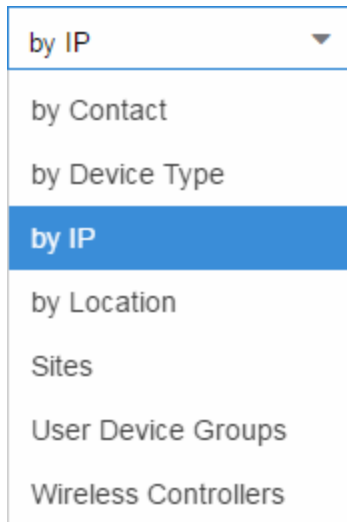 by IP
by Contact
by Device Type
by IP
by Location
Sites
User Device Groups
Wireless Controllers